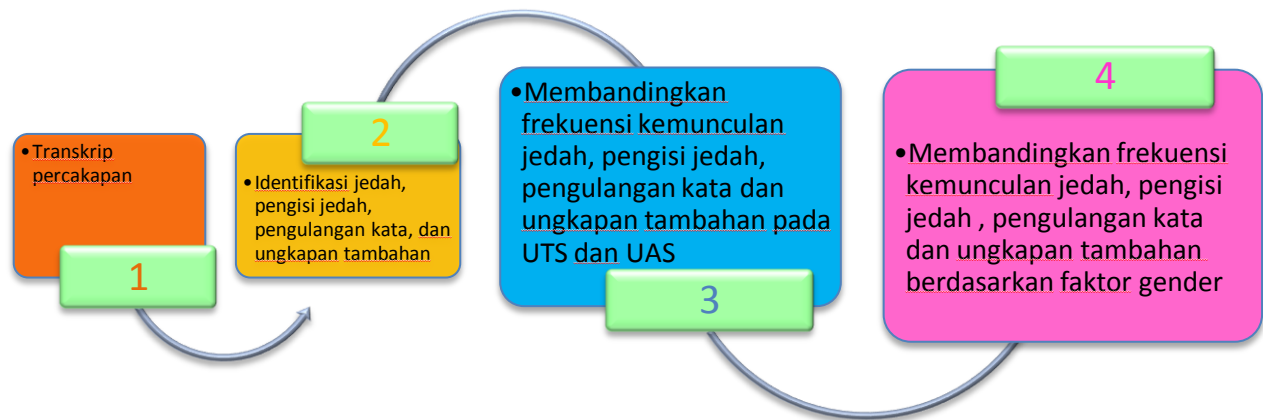 •Transkrip
percakapan
1
2
•Identifikasi jedah,
pengisi jedah,
pengulangan kata, dan
ungkapan tambahan
•Membandingkan
frekuensi kemunculan
jedah, pengisi jedah,
pengulangan kata dan
ungkapan tambahan pada
UTS dan UAS
3
4
•Membandingkan frekuensi
kemunculan jedah, pengisi
jedah , pengulangan kata
dan ungkapan tambahan
berdasarkan faktor gender